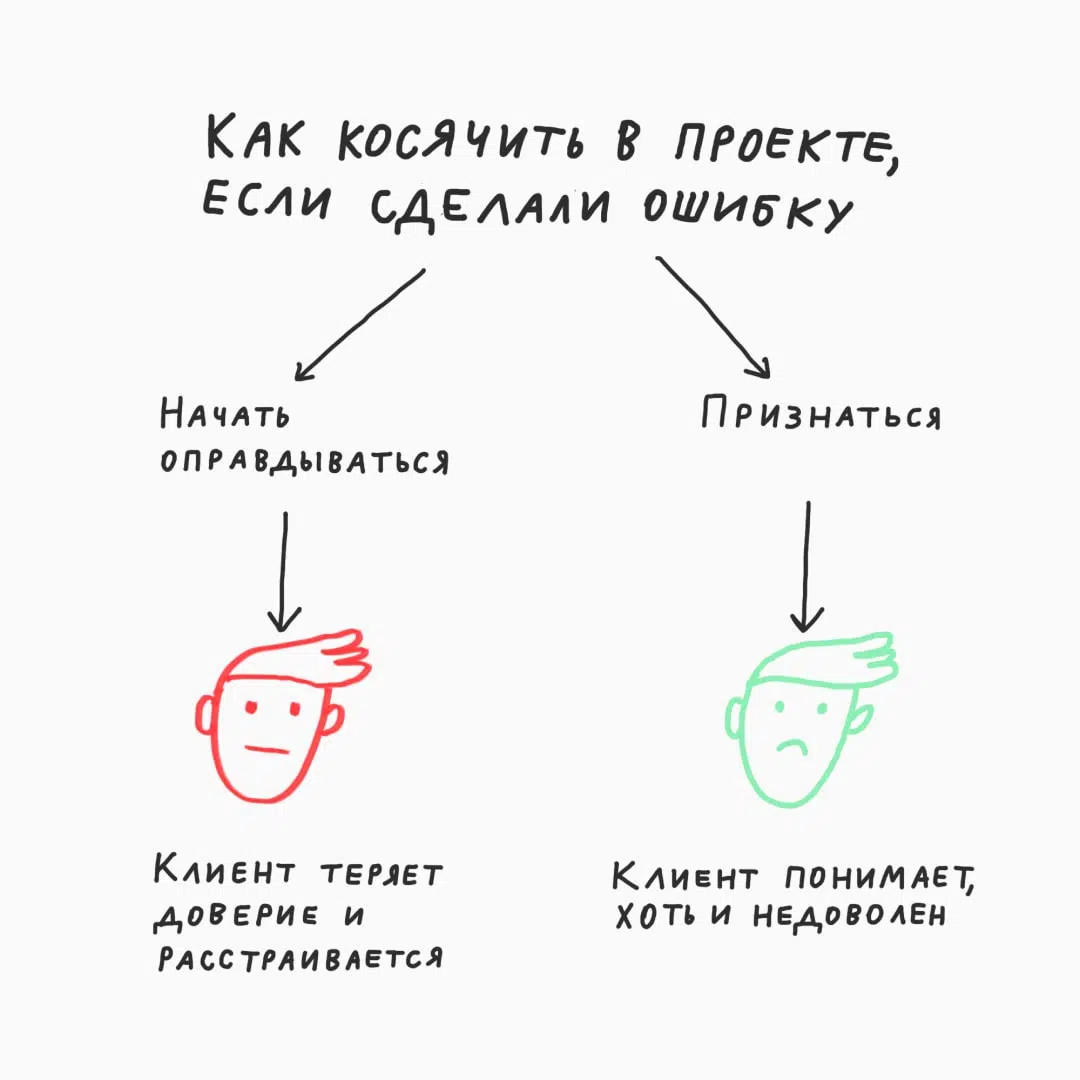 Как косячить в проекте,
если сделали ошибку
Начать
оправдываться
Признаться
Клиент теряет
доверие и
расстраивается
Клиент понимает,
хоть и недоволен